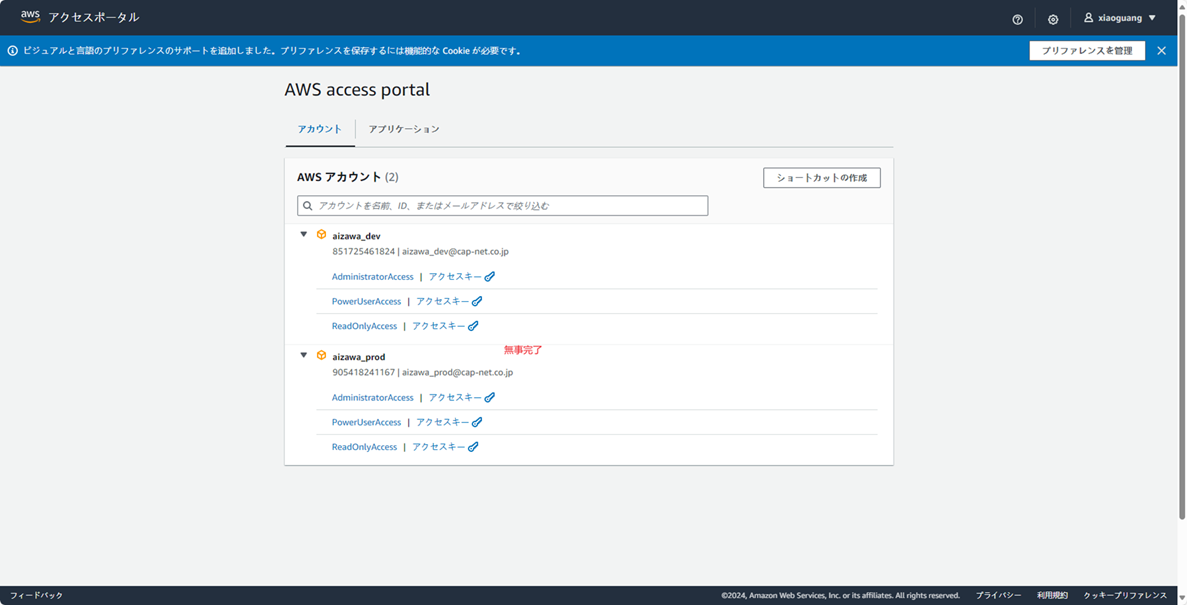 aws アクセスポータル
xiaoguang
ビジュアルと言語のプリファレンスのサポートを追加しました。プリファレンスを保存するには機能的な Cookie が必要です。
プリファレンスを管理
AWS access portal
アカウント
アプリケーション
AWS アカウント (2)
ショートカットの作成
アカウントを名前、ID、またはメールアドレスで絞り込む
aizawa_dev
851725461824 | aizawa_dev@cap-net.co.jp
AdministratorAccess | アクセスキー
PowerUserAccess | アクセスキー
ReadOnlyAccess | アクセスキー
無事完了
aizawa_prod
905418241167 | aizawa_prod@cap-net.co.jp
AdministratorAccess | アクセスキー
PowerUserAccess | アクセスキー
ReadOnlyAccess | アクセスキー
フィードバック
©2024, Amazon Web Services, Inc. or its affiliates. All rights reserved.
プライバシー
利用規約
クッキープリファレンス